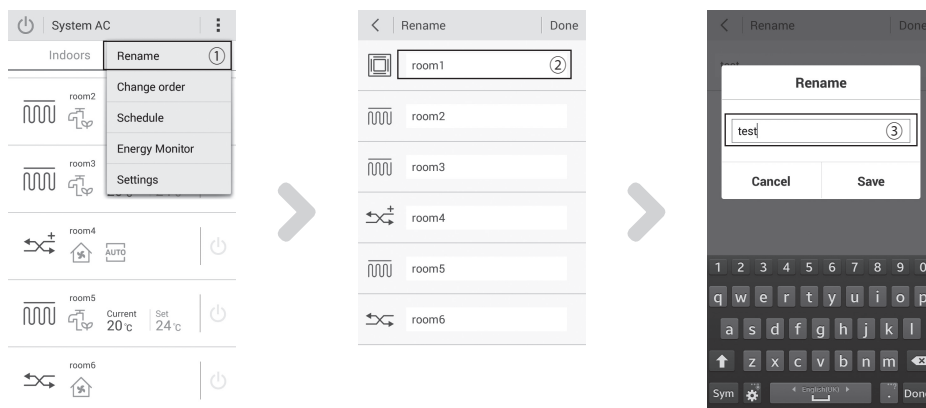 System AC
Indoors
Rename ①
Change order
Schedule
Energy Monitor
Settings
room2
room3
room4
AUTO
room5
Current Set
20 °c 24 °c
room6
Rename Done
room1 ②
room2
room3
room4
room5
room6
Rename Done
Rename
test ③
Cancel Save
1 2 3 4 5 6 7 8 9 0
q w e r t y u i o p
a s d f g h j k l
z x c v b n m
Sym English(UK) . Done